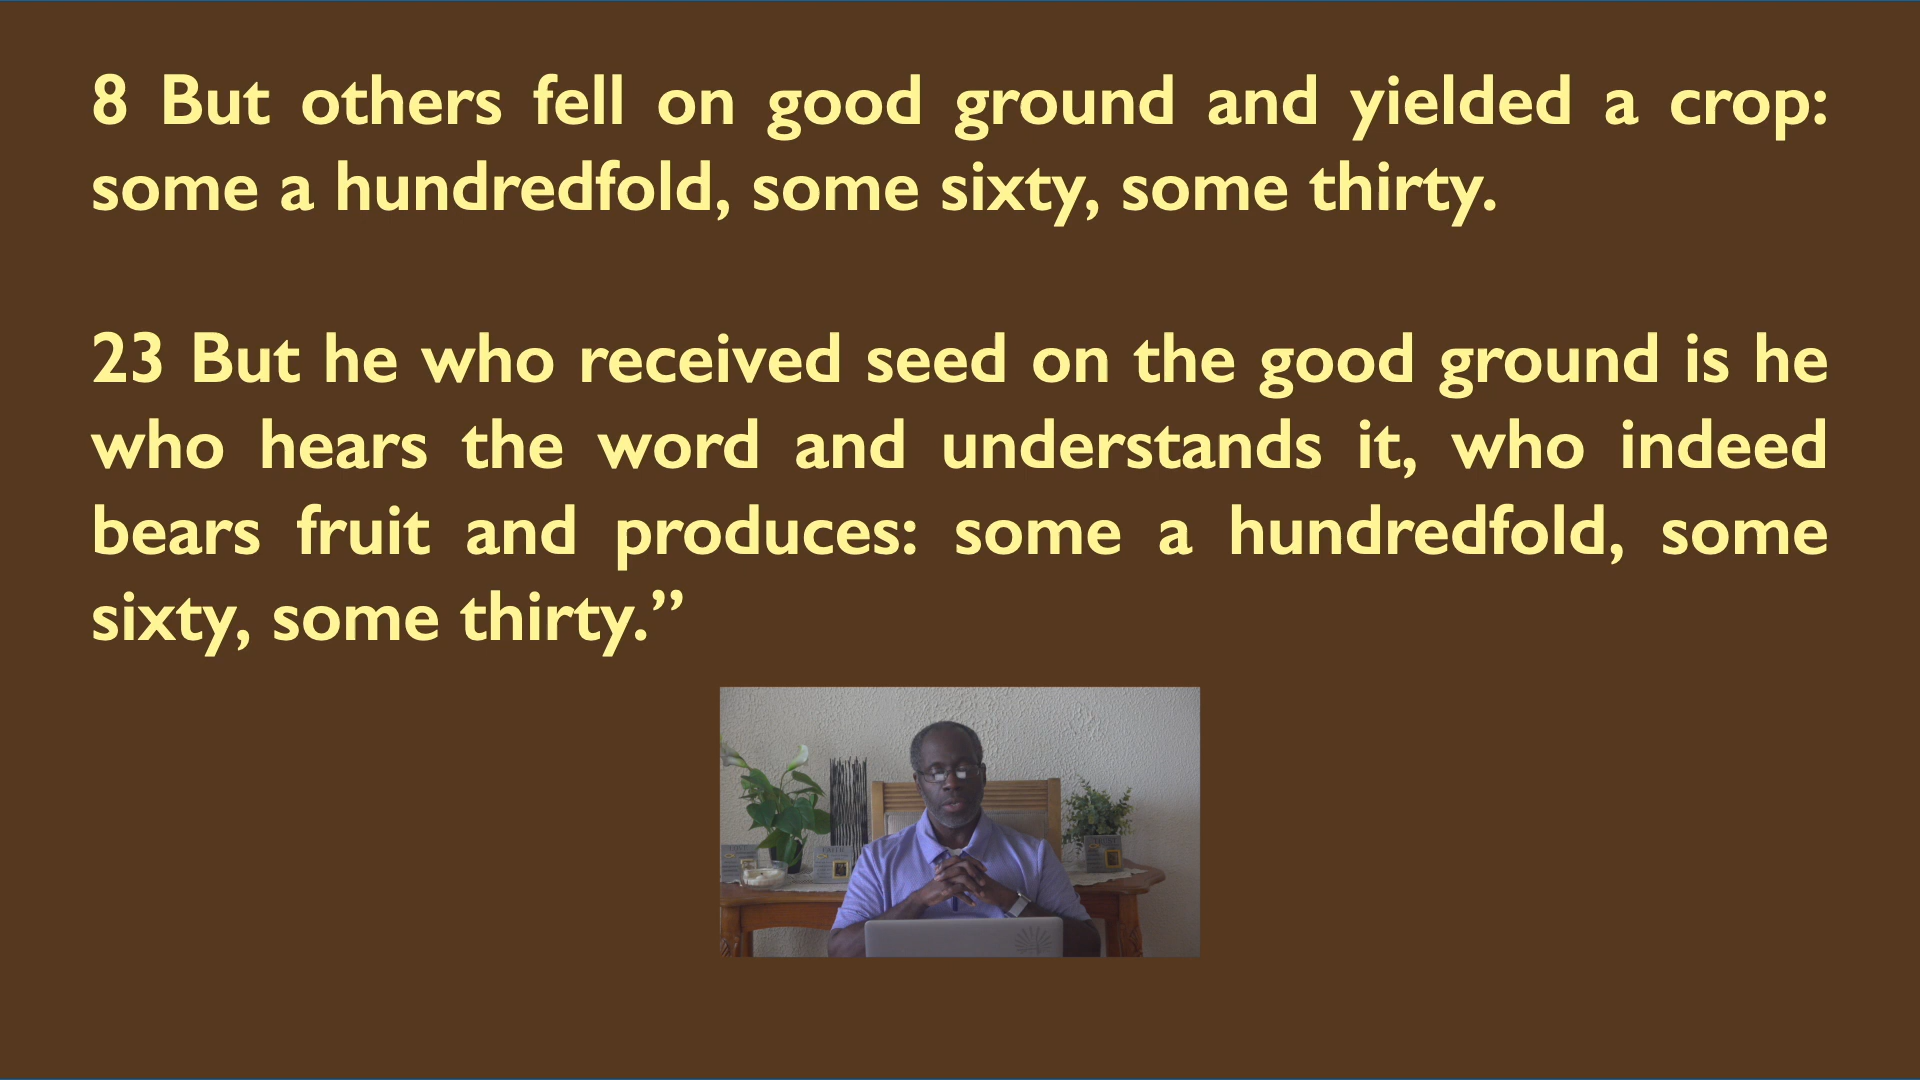 8 But others fell on good ground and yielded a crop:
some a hundredfold, some sixty, some thirty.
23 But he who received seed on the good ground is he
who hears the word and understands it, who indeed
bears fruit and produces: some a hundredfold, some
sixty, some thirty.”